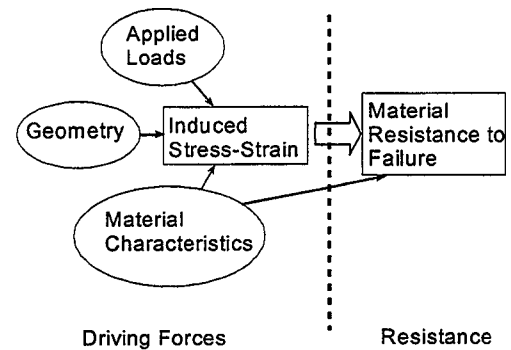 Applied
Loads
Geometry
Induced
Stress-Strain
Material
Resistance to
Failure
Material
Characteristics
Driving Forces
Resistance